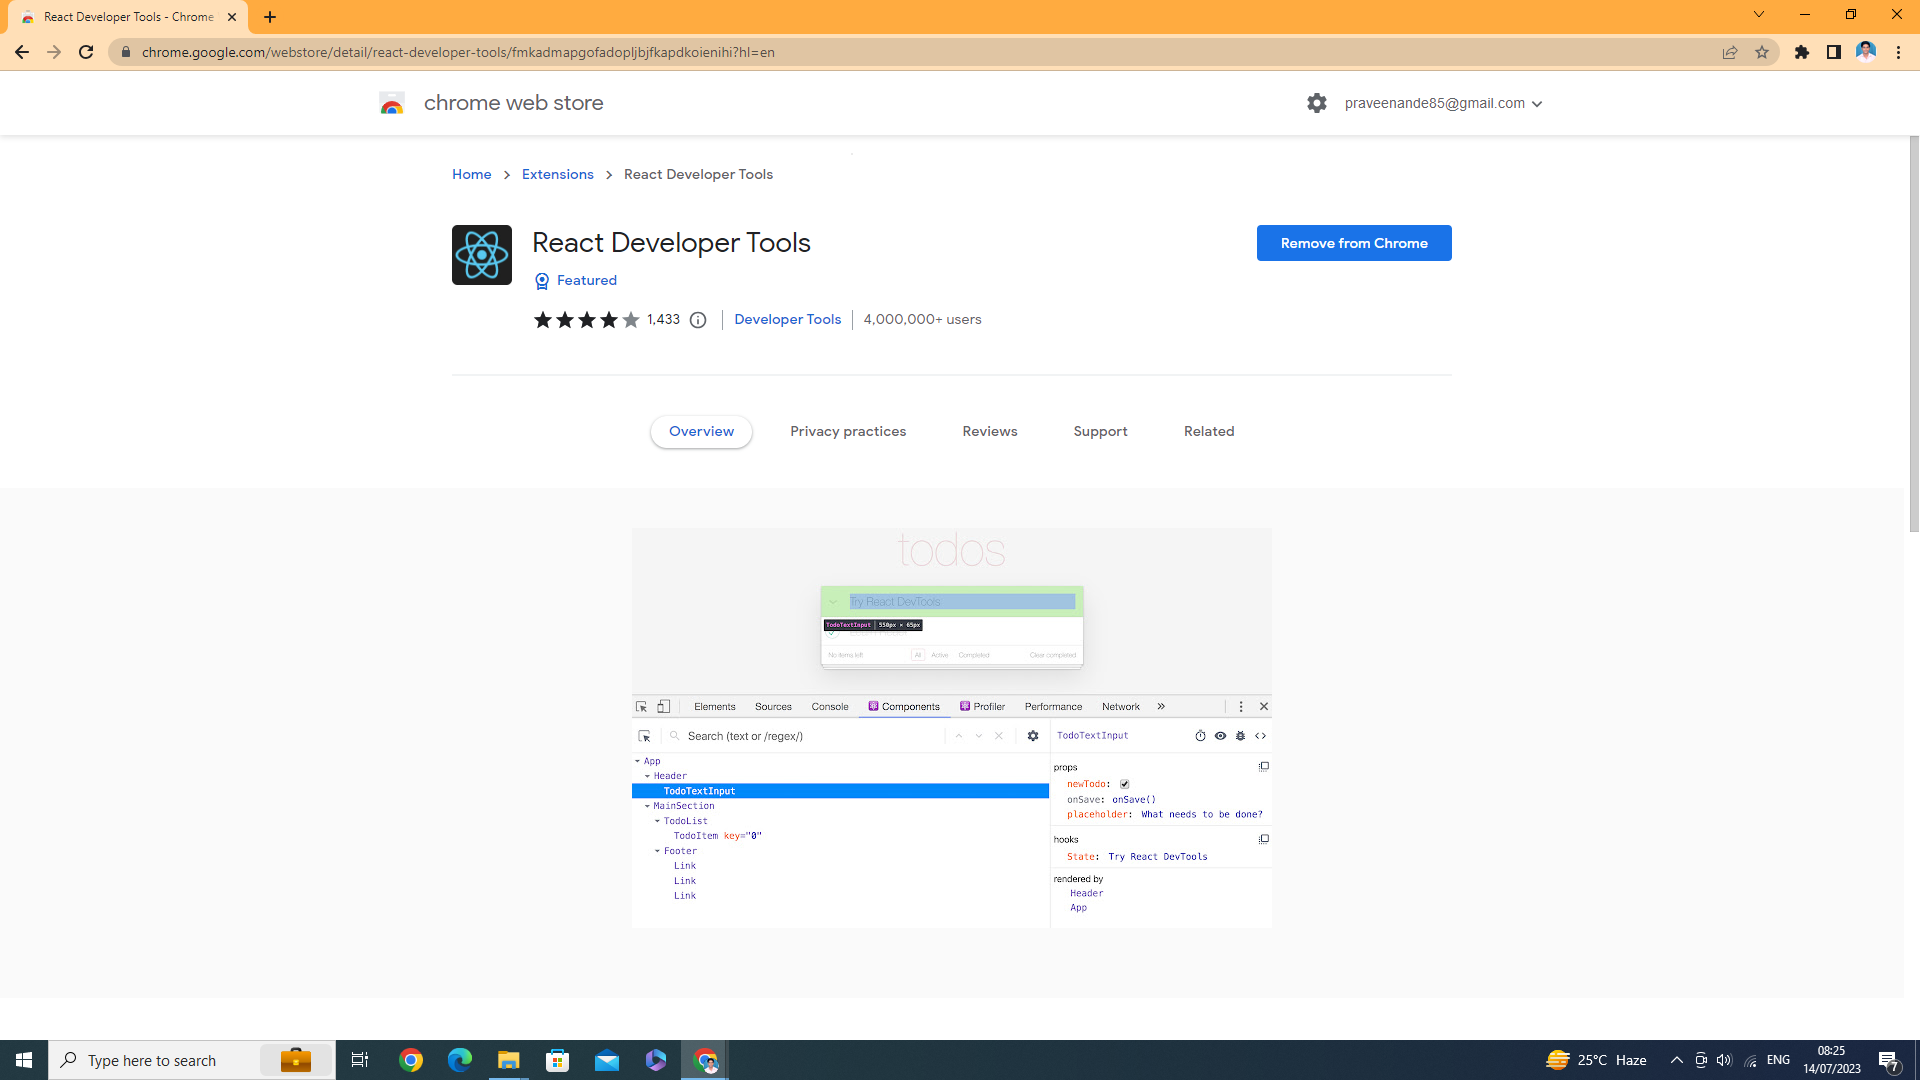 React Developer Tools - Chrome
chrome.google.com/webstore/detail/react-developer-tools/fmkadmapgofadopljbjfkapdkoienihi?hl=en
chrome web store
praveenande85@gmail.com
Home > Extensions > React Developer Tools
React Developer Tools
Remove from Chrome
Featured
1,433 | Developer Tools | 4,000,000+ users
Overview Privacy practices Reviews Support Related
todos
Try React DevTools
TodoTextInput | 550px × 65px
No items left All Active Completed Clear completed
Elements Sources Console Components Profiler Performance Network »
Search (text or /regex/)
TodoTextInput
App
Header
TodoTextInput
MainSection
TodoList
TodoItem key="0"
Footer
Link
Link
Link
props
newTodo:
onSave: onSave()
placeholder: What needs to be done?
hooks
State: Try React DevTools
rendered by
Header
App
Type here to search
25°C Haze
ENG
08:25
14/07/2023
7